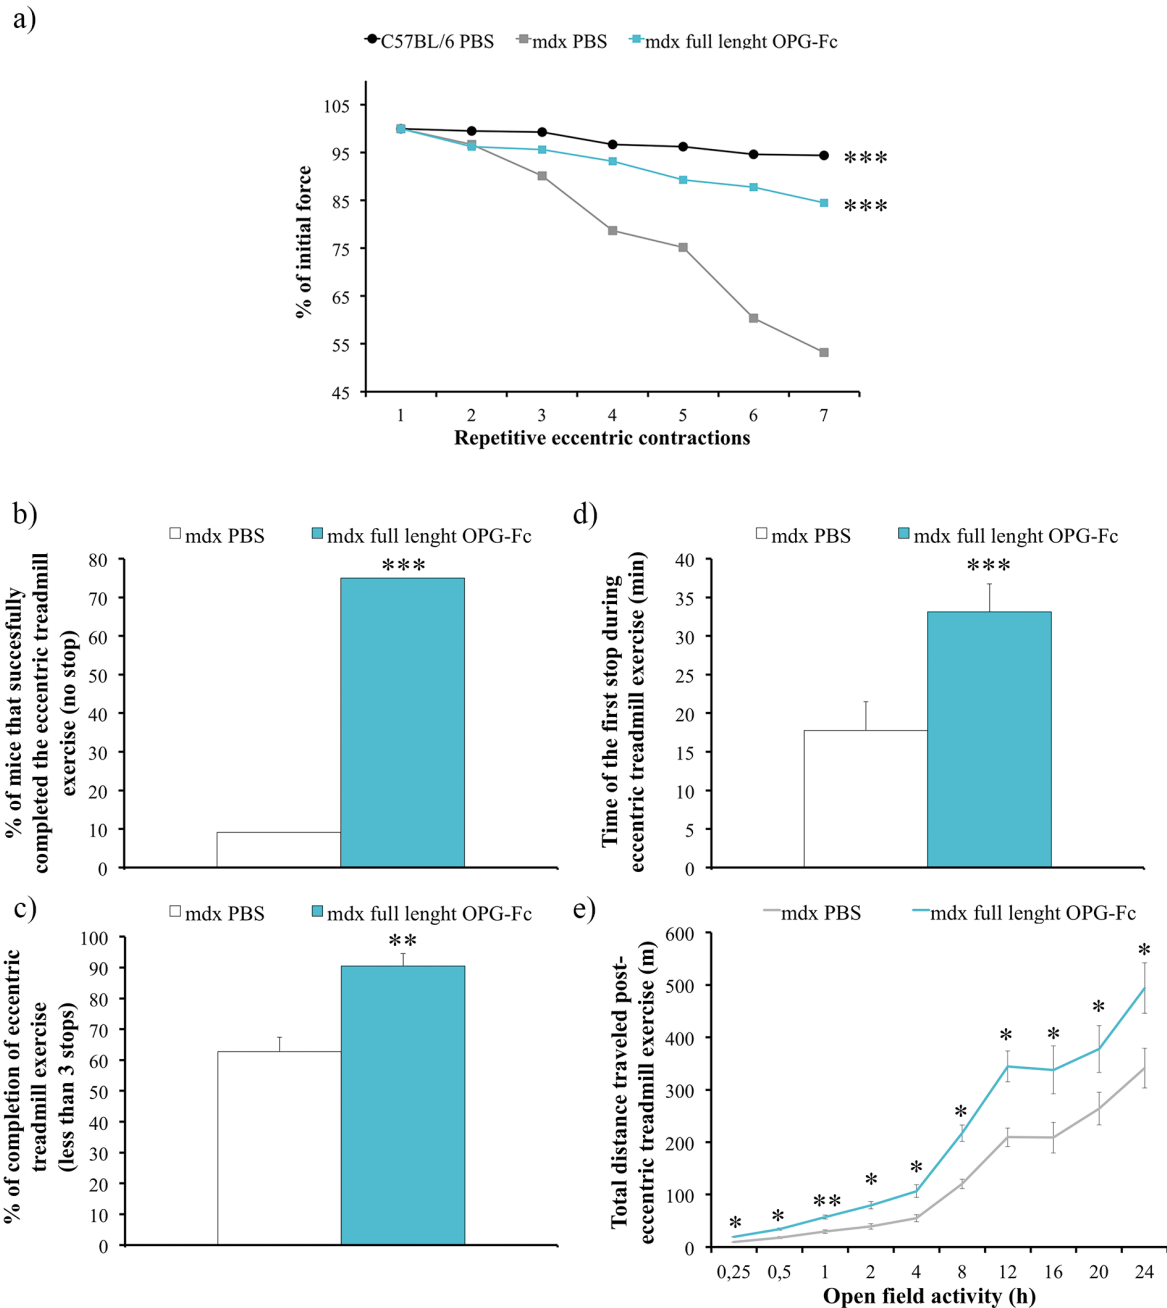 a)
C57BL/6 PBS mdx PBS mdx full lenght OPG-Fc
105
95
85
75
65
55
45
% of initial force
***
***
1 2 3 4 5 6 7
Repetitive eccentric contractions
b)
mdx PBS mdx full lenght OPG-Fc
% of mice that succesfully
completed the eccentric treadmill
exercise (no stop)
80
70
60
50
40
30
20
10
0
***
c)
mdx PBS mdx full lenght OPG-Fc
% of completion of eccentric
treadmill exercise
(less than 3 stops)
100
90
80
70
60
50
40
30
20
10
0
**
d)
mdx PBS mdx full lenght OPG-Fc
Time of the first stop during
eccentric treadmill exercise (min)
40
35
30
25
20
15
10
5
0
***
e)
mdx PBS mdx full lenght OPG-Fc
Total distance traveled post-
eccentric treadmill exercise (m)
600
500
400
300
200
100
0
* * ** * * * * * * *
0,25 0,5 1 2 4 8 12 16 20 24
Open field activity (h)